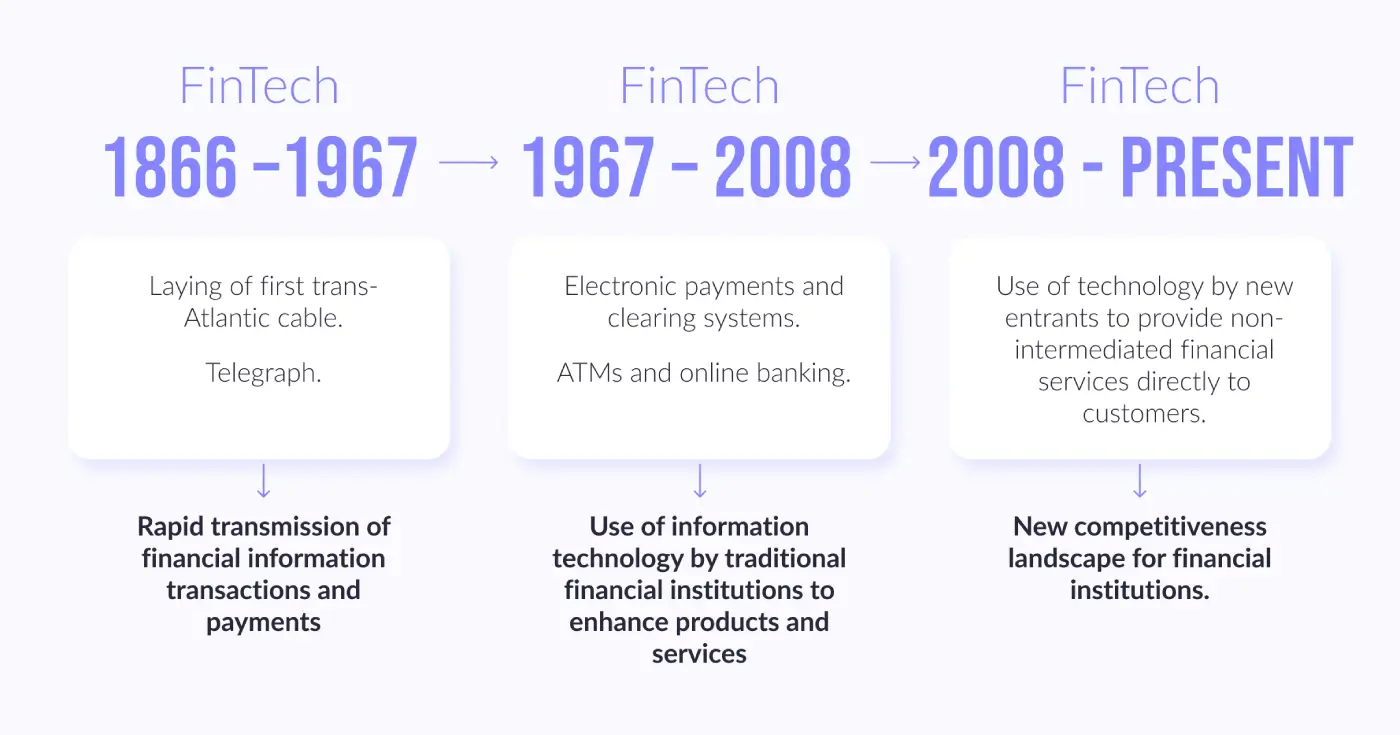 FinTech
1866 –1967
Laying of first trans-
Atlantic cable.
Telegraph.
Rapid transmission of
financial information
transactions and
payments
FinTech
1967 – 2008
Electronic payments and
clearing systems.
ATMs and online banking.
Use of information
technology by traditional
financial institutions to
enhance products and
services
FinTech
2008 - PRESENT
Use of technology by new
entrants to provide non-
intermediated financial
services directly to
customers.
New competitiveness
landscape for financial
institutions.